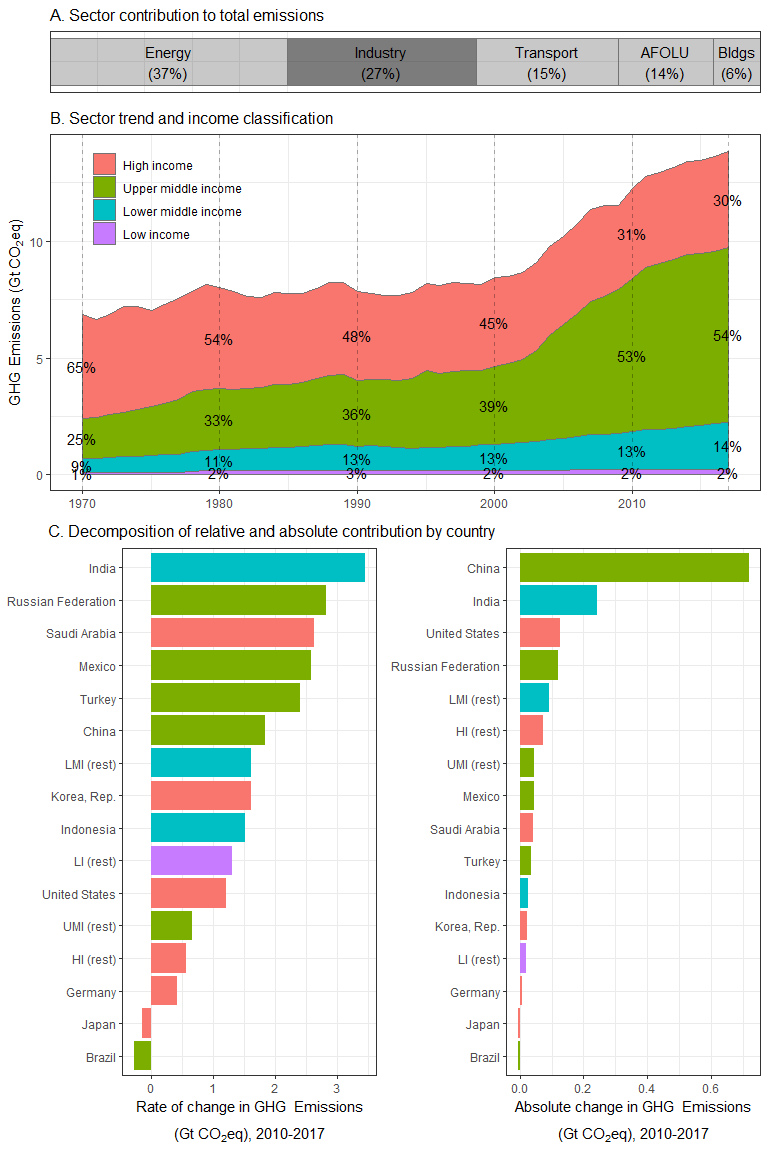 A. Sector contribution to total emissions
Energy Industry Transport AFOLU Bldgs
(37%) (27%) (15%) (14%) (6%)
B. Sector trend and income classification
High income
Upper middle income
Lower middle income
Low income
GHG Emissions (Gt CO₂eq)
10
5
0
65% 54% 48% 45% 31% 30%
25% 33% 36% 39% 53% 54%
9% 11% 13% 13% 13% 14%
1% 2% 3% 2% 2% 2%
1970 1980 1990 2000 2010
C. Decomposition of relative and absolute contribution by country
India
Russian Federation
Saudi Arabia
Mexico
Turkey
China
LMI (rest)
Korea, Rep.
Indonesia
LI (rest)
United States
UMI (rest)
HI (rest)
Germany
Japan
Brazil
0 1 2 3
Rate of change in GHG Emissions
(Gt CO₂eq), 2010-2017
China
India
United States
Russian Federation
LMI (rest)
HI (rest)
UMI (rest)
Mexico
Saudi Arabia
Turkey
Indonesia
Korea, Rep.
LI (rest)
Germany
Japan
Brazil
0.0 0.2 0.4 0.6
Absolute change in GHG Emissions
(Gt CO₂eq), 2010-2017